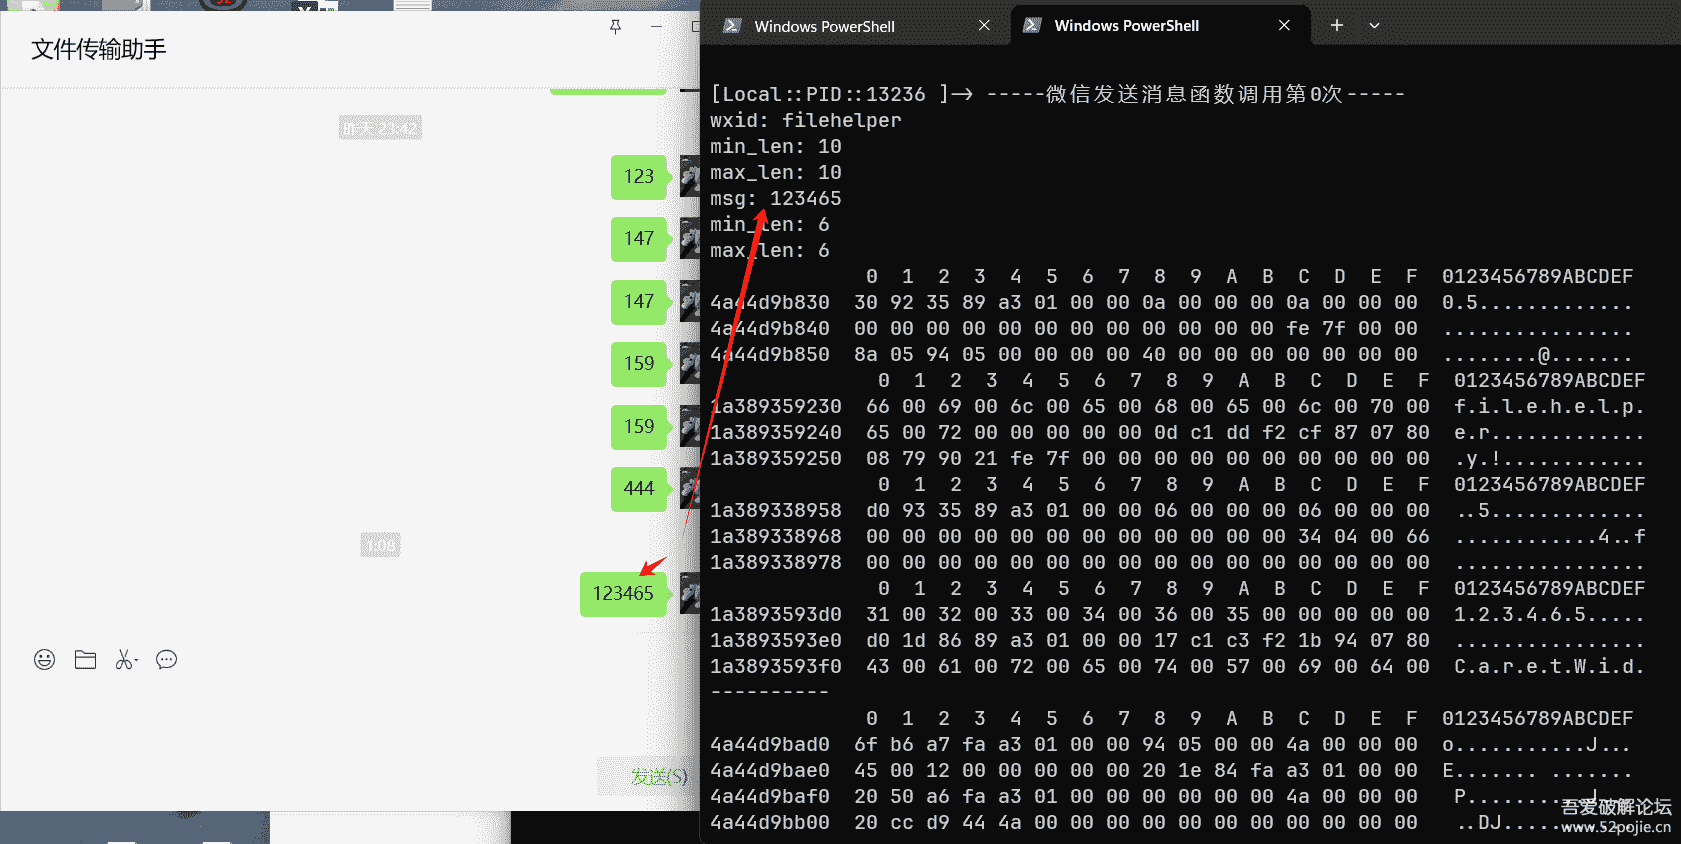 文件传输助手
昨天 23:42
123
147
147
159
159
444
1:08
123465
发送(S)
Windows PowerShell
Windows PowerShell
[Local::PID::13236 ]-> -----微信发送消息函数调用第0次-----
wxid: filehelper
min_len: 10
max_len: 10
msg: 123465
min_len: 6
max_len: 6
0 1 2 3 4 5 6 7 8 9 A B C D E F 0123456789ABCDEF
4a44d9b830 30 92 35 89 a3 01 00 00 0a 00 00 00 0a 00 00 00 0.5.............
4a44d9b840 00 00 00 00 00 00 00 00 00 00 00 00 fe 7f 00 00 ................
4a44d9b850 8a 05 94 05 00 00 00 00 40 00 00 00 00 00 00 00 ........@.......
0 1 2 3 4 5 6 7 8 9 A B C D E F 0123456789ABCDEF
1a389359230 66 00 69 00 6c 00 65 00 68 00 65 00 6c 00 70 00 f.i.l.e.h.e.l.p.
1a389359240 65 00 72 00 00 00 00 00 0d c1 dd f2 cf 87 07 80 e.r.............
1a389359250 08 79 90 21 fe 7f 00 00 00 00 00 00 00 00 00 00 .y.!............
0 1 2 3 4 5 6 7 8 9 A B C D E F 0123456789ABCDEF
1a389338958 d0 93 35 89 a3 01 00 00 06 00 00 00 06 00 00 00 ..5.............
1a389338968 00 00 00 00 00 00 00 00 00 00 00 00 34 04 00 66 ............4..f
1a389338978 00 00 00 00 00 00 00 00 00 00 00 00 00 00 00 00 ................
0 1 2 3 4 5 6 7 8 9 A B C D E F 0123456789ABCDEF
1a3893593d0 31 00 32 00 33 00 34 00 36 00 35 00 00 00 00 00 1.2.3.4.6.5.....
1a3893593e0 d0 1d 86 89 a3 01 00 00 17 c1 c3 f2 1b 94 07 80 ................
1a3893593f0 43 00 61 00 72 00 65 00 74 00 57 00 69 00 64 00 C.a.r.e.t.W.i.d.
----------
0 1 2 3 4 5 6 7 8 9 A B C D E F 0123456789ABCDEF
4a44d9bad0 6f b6 a7 fa a3 01 00 00 94 05 00 00 4a 00 00 00 o...........J...
4a44d9bae0 45 00 12 00 00 00 00 00 20 1e 84 fa a3 01 00 00 E....... .......
4a44d9baf0 20 50 a6 fa a3 01 00 00 00 00 00 00 4a 00 00 00 P..........J...
4a44d9bb00 20 cc d9 44 4a 00 00 00 00 00 00 00 00 00 00 00 ..DJ...........
吾爱破解论坛
www.52pojie.cn